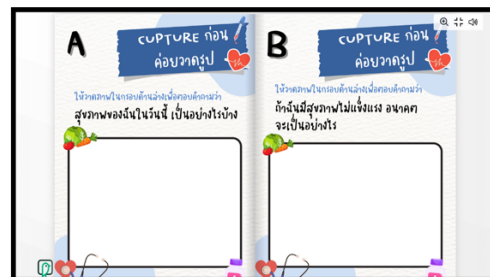 A
CUPTURE ก่อน
ค่อยวาดรูป
ให้วาดภาพในกรอบด้านล่างเพื่อตอบคำถามว่า
สุขภาพของฉันในวันนี้ เป็นอย่างไรบ้าง
B
CUPTURE ก่อน
ค่อยวาดรูป
ให้วาดภาพในกรอบด้านล่างเพื่อตอบคำถามว่า
ถ้าฉันมีสุขภาพไม่แข็งแรง อนาคตฯ
จะเป็นอย่างไร